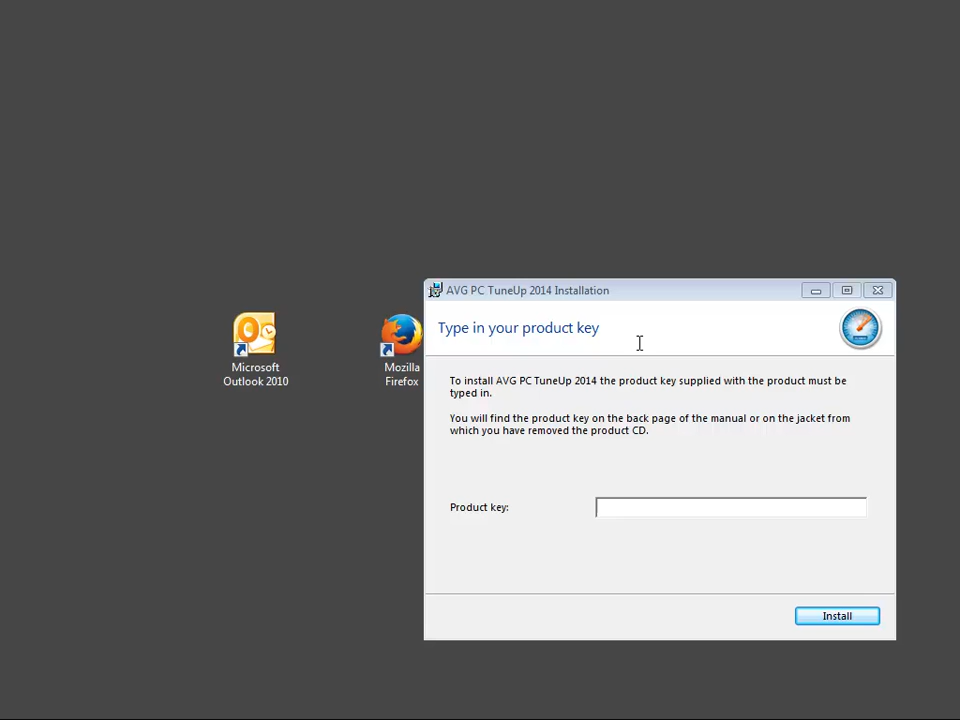 AVG PC TuneUp 2014 Installation
Type in your product key
Microsoft
Outlook 2010
Mozilla
Firefox
To install AVG PC TuneUp 2014 the product key supplied with the product must be
typed in.
You will find the product key on the back page of the manual or on the jacket from
which you have removed the product CD.
Product key:
Install